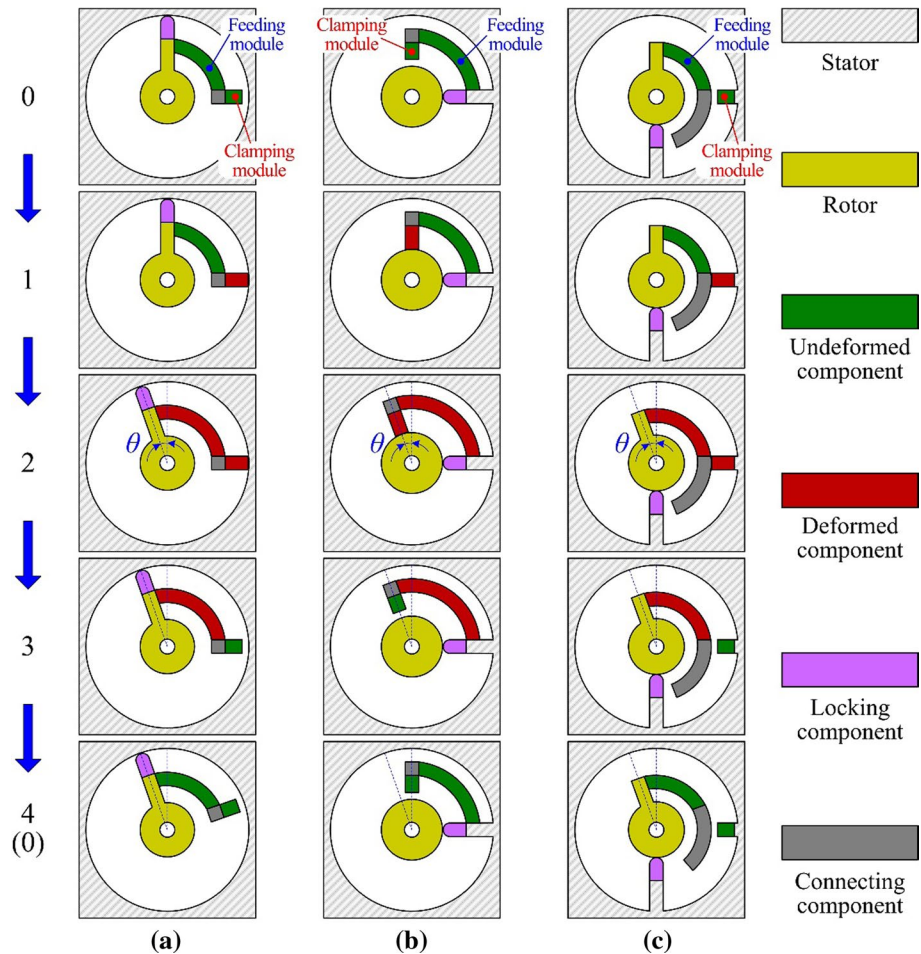 Feeding
module
Clamping
module
Clamping
module
Feeding
module
Feeding
module
Clamping
module
0
1
2
3
4
(0)
θ
θ
θ
Stator
Rotor
Undeformed
component
Deformed
component
Locking
component
Connecting
component
(a)
(b)
(c)